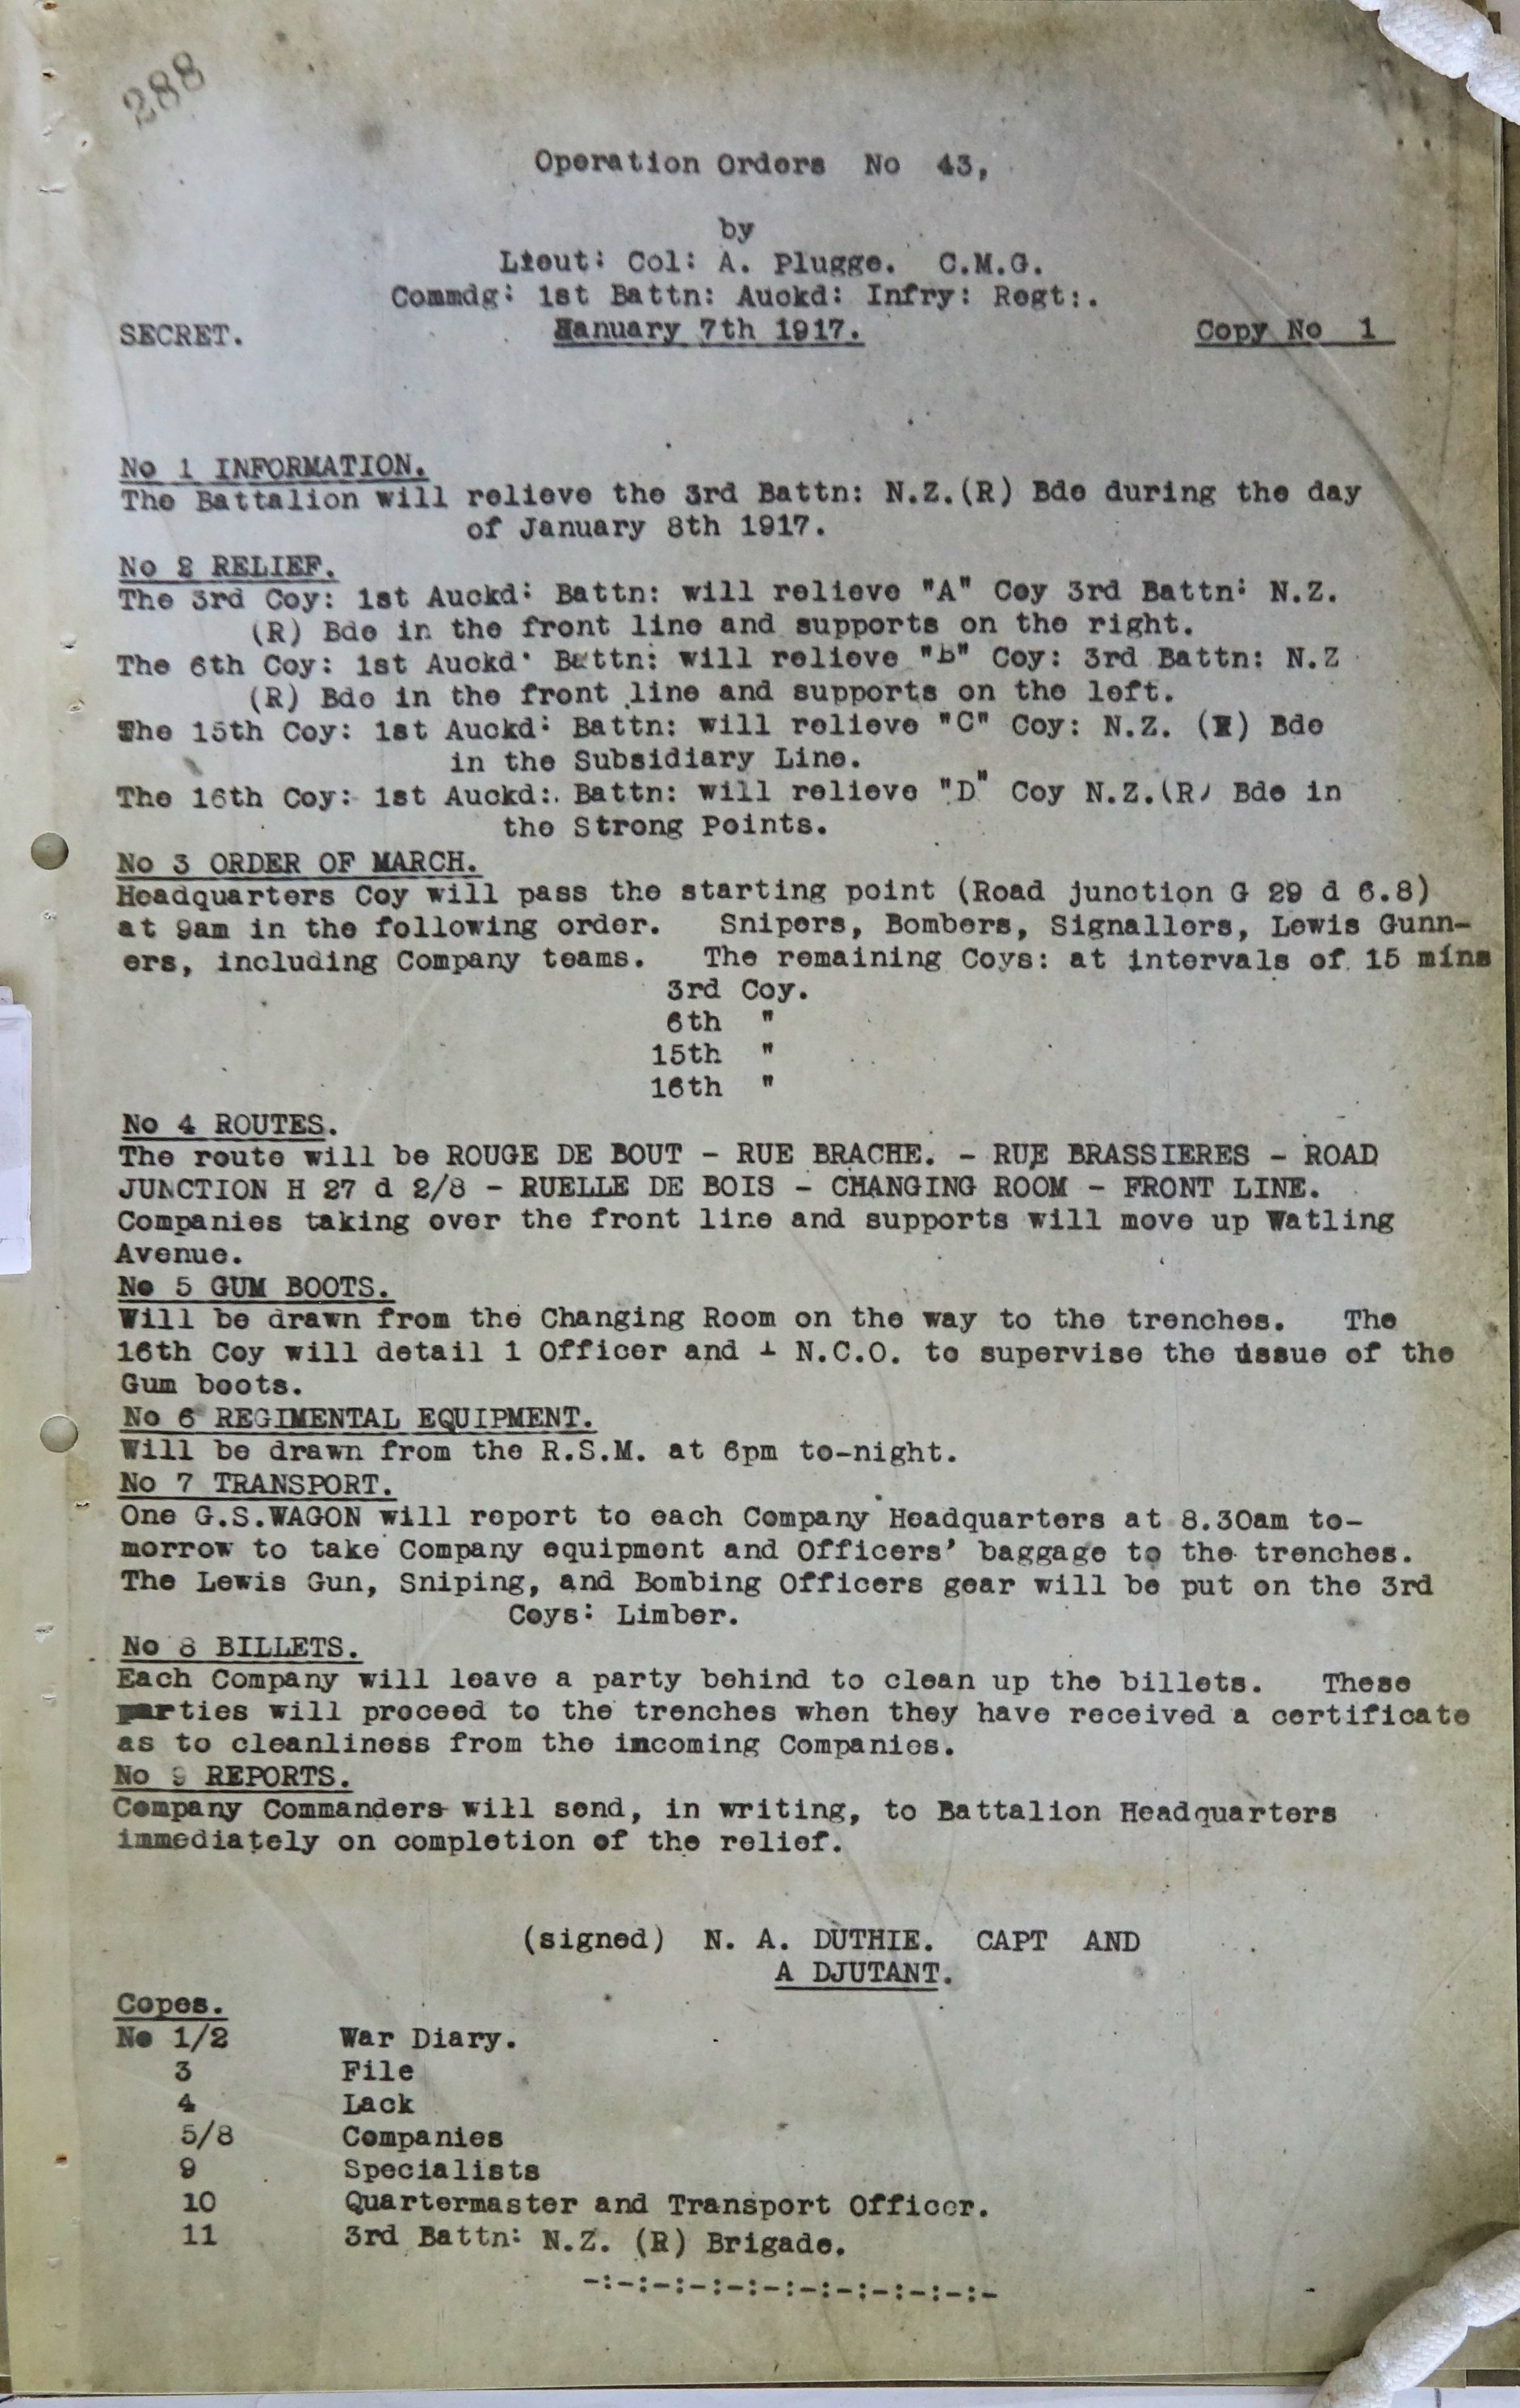 288
Operation Orders No 43,
by
Lieut: Col: A. Plugge. C.M.G.
Commdg: 1st Battn: Auckd: Infry: Regt:.
SECRET. January 7th 1917. Copy No 1
No 1 INFORMATION.
The Battalion will relieve the 3rd Battn: N.Z.(R) Bde during the day
of January 8th 1917.
No 2 RELIEF.
The 3rd Coy: 1st Auckd: Battn: will relieve "A" Coy 3rd Battn: N.Z.
(R) Bde in the front line and supports on the right.
The 6th Coy: 1st Auckd: Battn: will relieve "B" Coy: 3rd Battn: N.Z
(R) Bde in the front line and supports on the left.
The 15th Coy: 1st Auckd: Battn: will relieve "C" Coy: N.Z. (R) Bde
in the Subsidiary Line.
The 16th Coy: 1st Auckd:. Battn: will relieve "D" Coy N.Z.(R) Bde in
the Strong Points.
No 3 ORDER OF MARCH.
Headquarters Coy will pass the starting point (Road junction G 29 d 6.8)
at 9am in the following order. Snipers, Bombers, Signallers, Lewis Gunn-
ers, including Company teams. The remaining Coys: at intervals of 15 mins
3rd Coy.
6th "
15th "
16th "
No 4 ROUTES.
The route will be ROUGE DE BOUT - RUE BRACHE. - RUE BRASSIERES - ROAD
JUNCTION H 27 d 2/8 - RUELLE DE BOIS - CHANGING ROOM - FRONT LINE.
Companies taking over the front line and supports will move up Watling
Avenue.
No 5 GUM BOOTS.
Will be drawn from the Changing Room on the way to the trenches. The
16th Coy will detail 1 Officer and 1 N.C.O. to supervise the issue of the
Gum boots.
No 6 REGIMENTAL EQUIPMENT.
Will be drawn from the R.S.M. at 6pm to-night.
No 7 TRANSPORT.
One G.S.WAGON will report to each Company Headquarters at 8.30am to-
morrow to take Company equipment and Officers' baggage to the trenches.
The Lewis Gun, Sniping, and Bombing Officers gear will be put on the 3rd
Coys: Limber.
No 8 BILLETS.
Each Company will leave a party behind to clean up the billets. These
parties will proceed to the trenches when they have received a certificate
as to cleanliness from the incoming Companies.
No 9 REPORTS.
Company Commanders will send, in writing, to Battalion Headquarters
immediately on completion of the relief.
(signed) N. A. DUTHIE. CAPT AND
A DJUTANT.
Copes.
No 1/2 War Diary.
3 File
4 Lack
5/8 Companies
9 Specialists
10 Quartermaster and Transport Officer.
11 3rd Battn: N.Z. (R) Brigade.
-:-:-:-:-:-:-:-:-:-:-:-